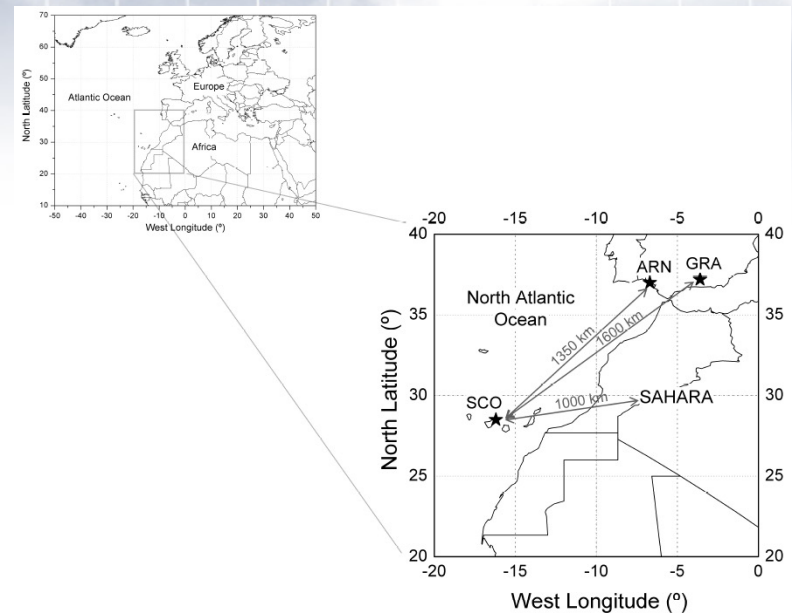 70
60
50
40
30
20
10
North Latitude (º)
Atlantic Ocean
Europe
Africa
-50 -40 -30 -20 -10 0 10 20 30 40 50
West Longitude (º)
-20 -15 -10 -5 0
40 40
ARN GRA
North Atlantic
Ocean
35 35
1350 km
1600 km
30 30
SCO
1000 km
SAHARA
North Latitude (º)
25 25
20 20
-20 -15 -10 -5 0
West Longitude (º)